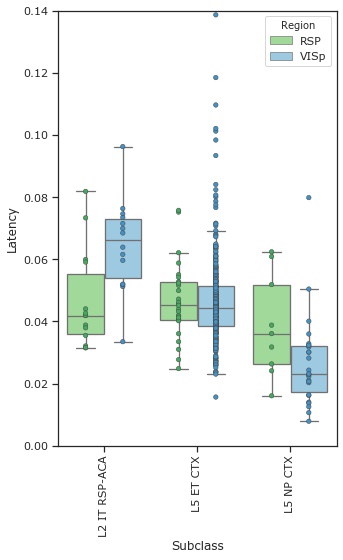 0.14
0.12
0.10
0.08
0.06
0.04
0.02
0.00
Latency
Region
RSP
VISp
L2 IT RSP-ACA
L5 ET CTX
L5 NP CTX
Subclass